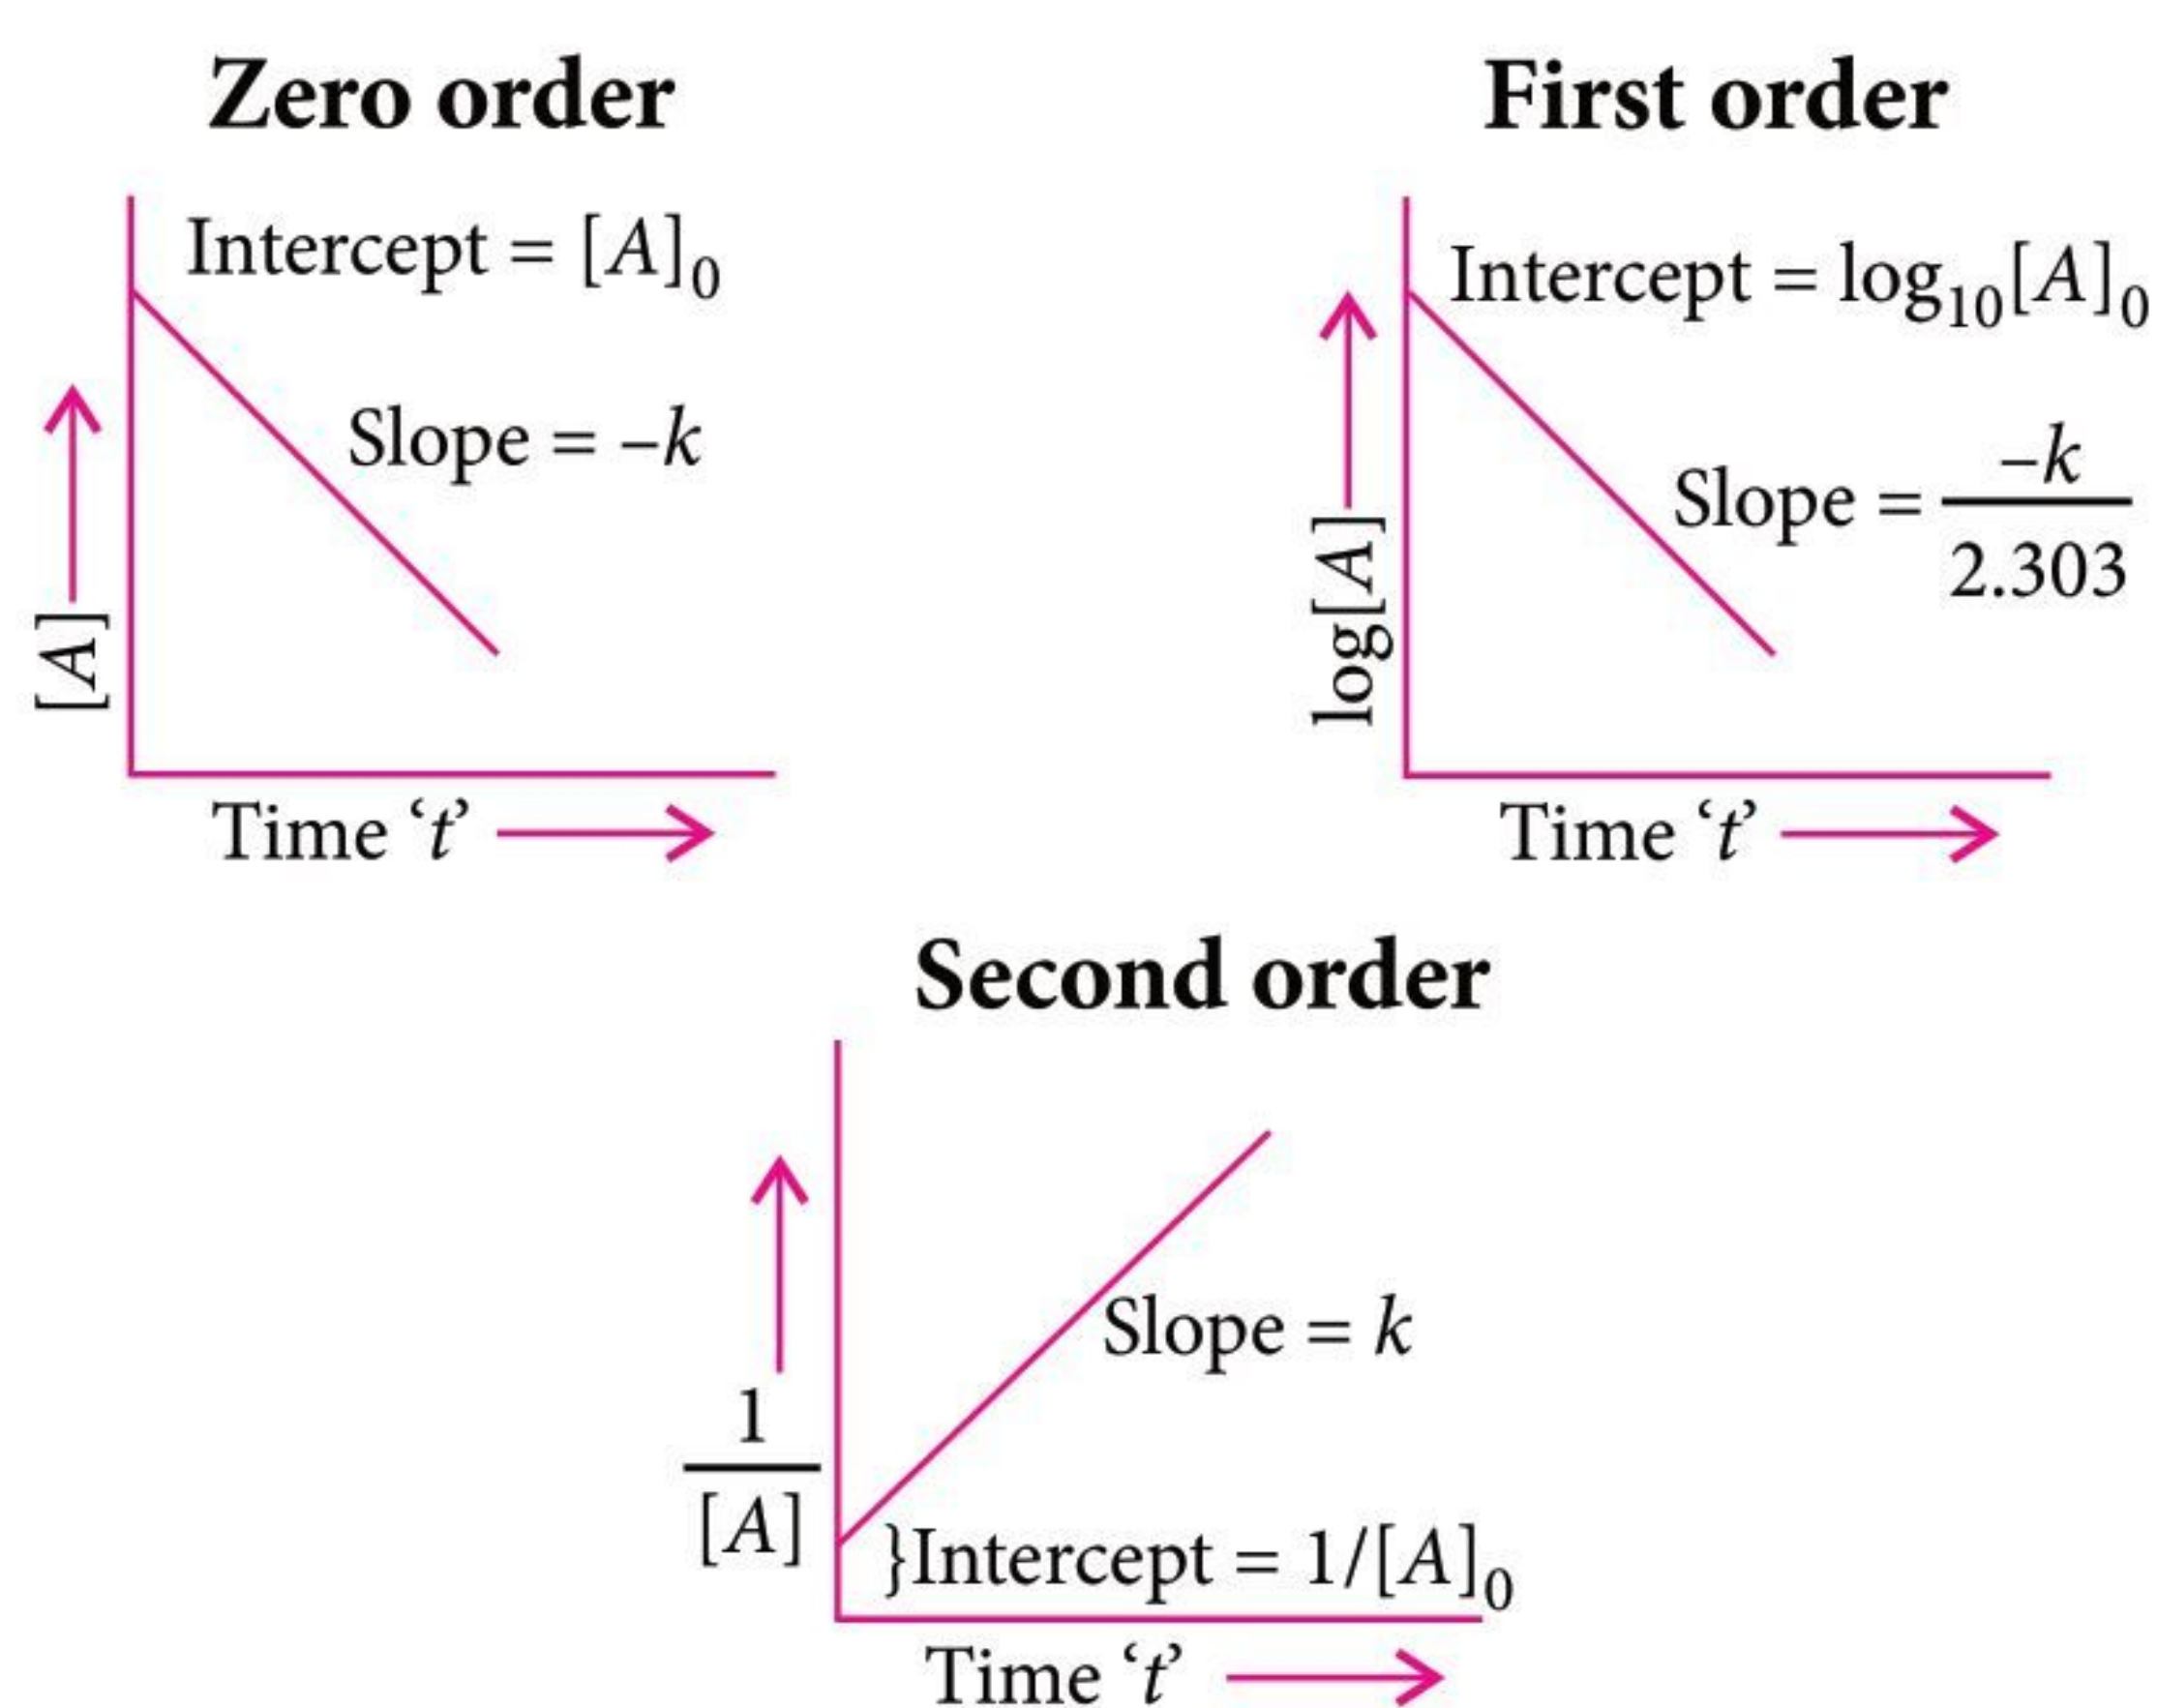 Zero order
Intercept = [A]₀
Slope = –k
[A]
Time ‘t’
First order
Intercept = log₁₀[A]₀
Slope = –k/2.303
log[A]
Time ‘t’
Second order
Slope = k
1/[A]
}Intercept = 1/[A]₀
Time ‘t’